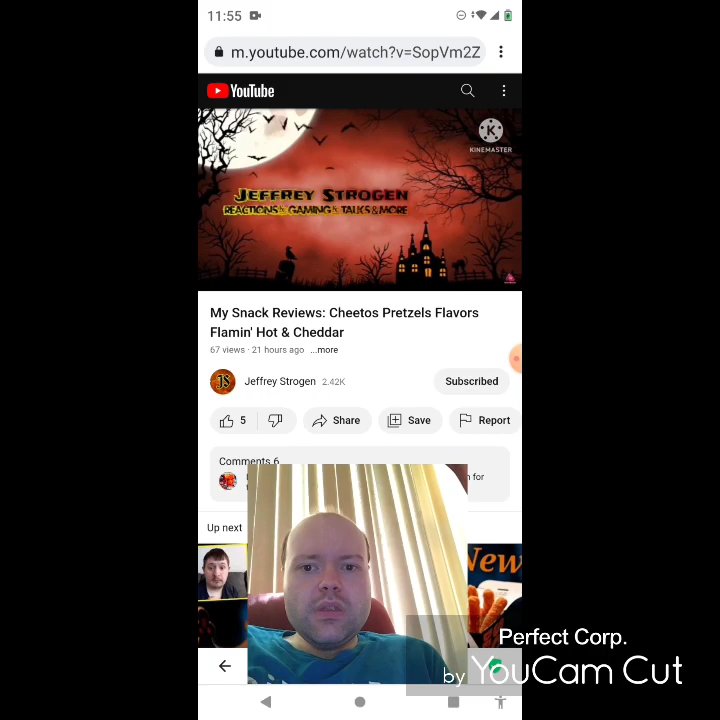 11:55
m.youtube.com/watch?v=SopVm2Z
YouTube
K
KINEMASTER
JEFFREY STROGEN
REACTIONS & GAMING & TALKS & MORE
My Snack Reviews: Cheetos Pretzels Flavors
Flamin' Hot & Cheddar
67 views · 21 hours ago ...more
JS
Jeffrey Strogen 2.42K
Subscribed
5
Share
Save
Report
Comments 6
for
Up next
New
Perfect Corp.
by YouCam Cut